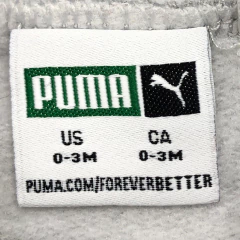 PUMA
US CA
0-3M 0-3M
PUMA.COM/FOREVERBETTER